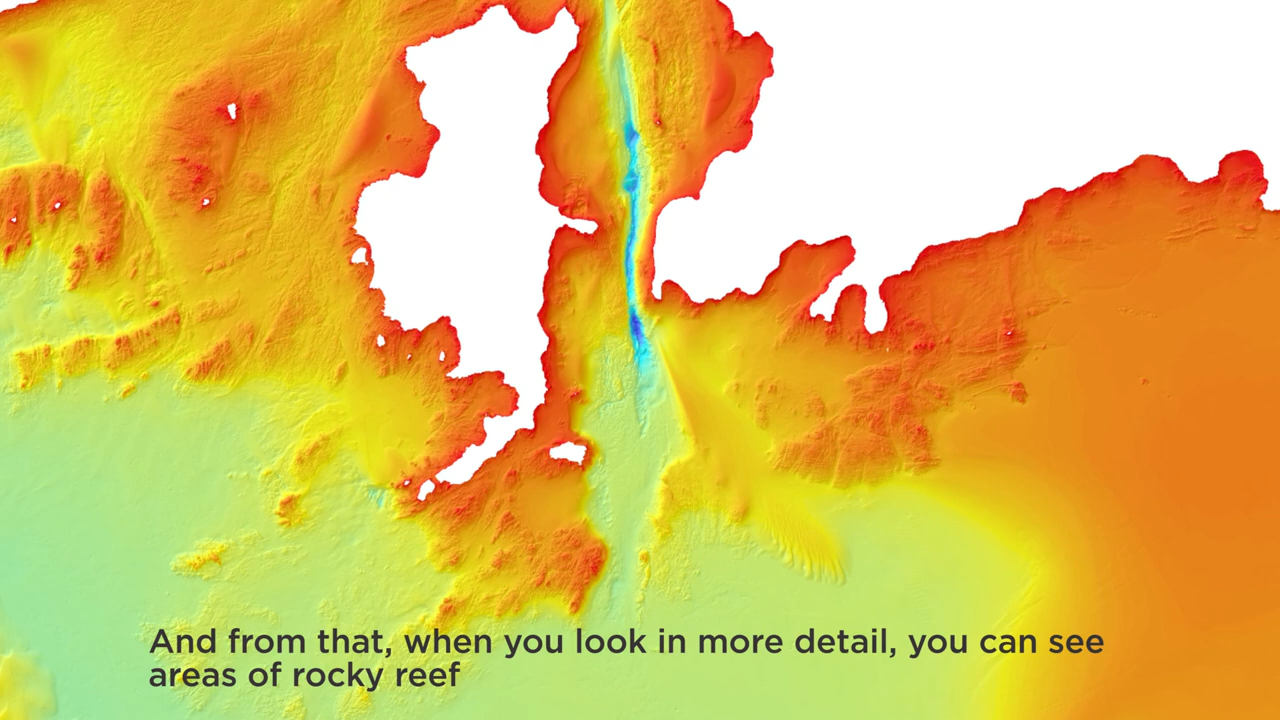 And from that, when you look in more detail, you can see
areas of rocky reef